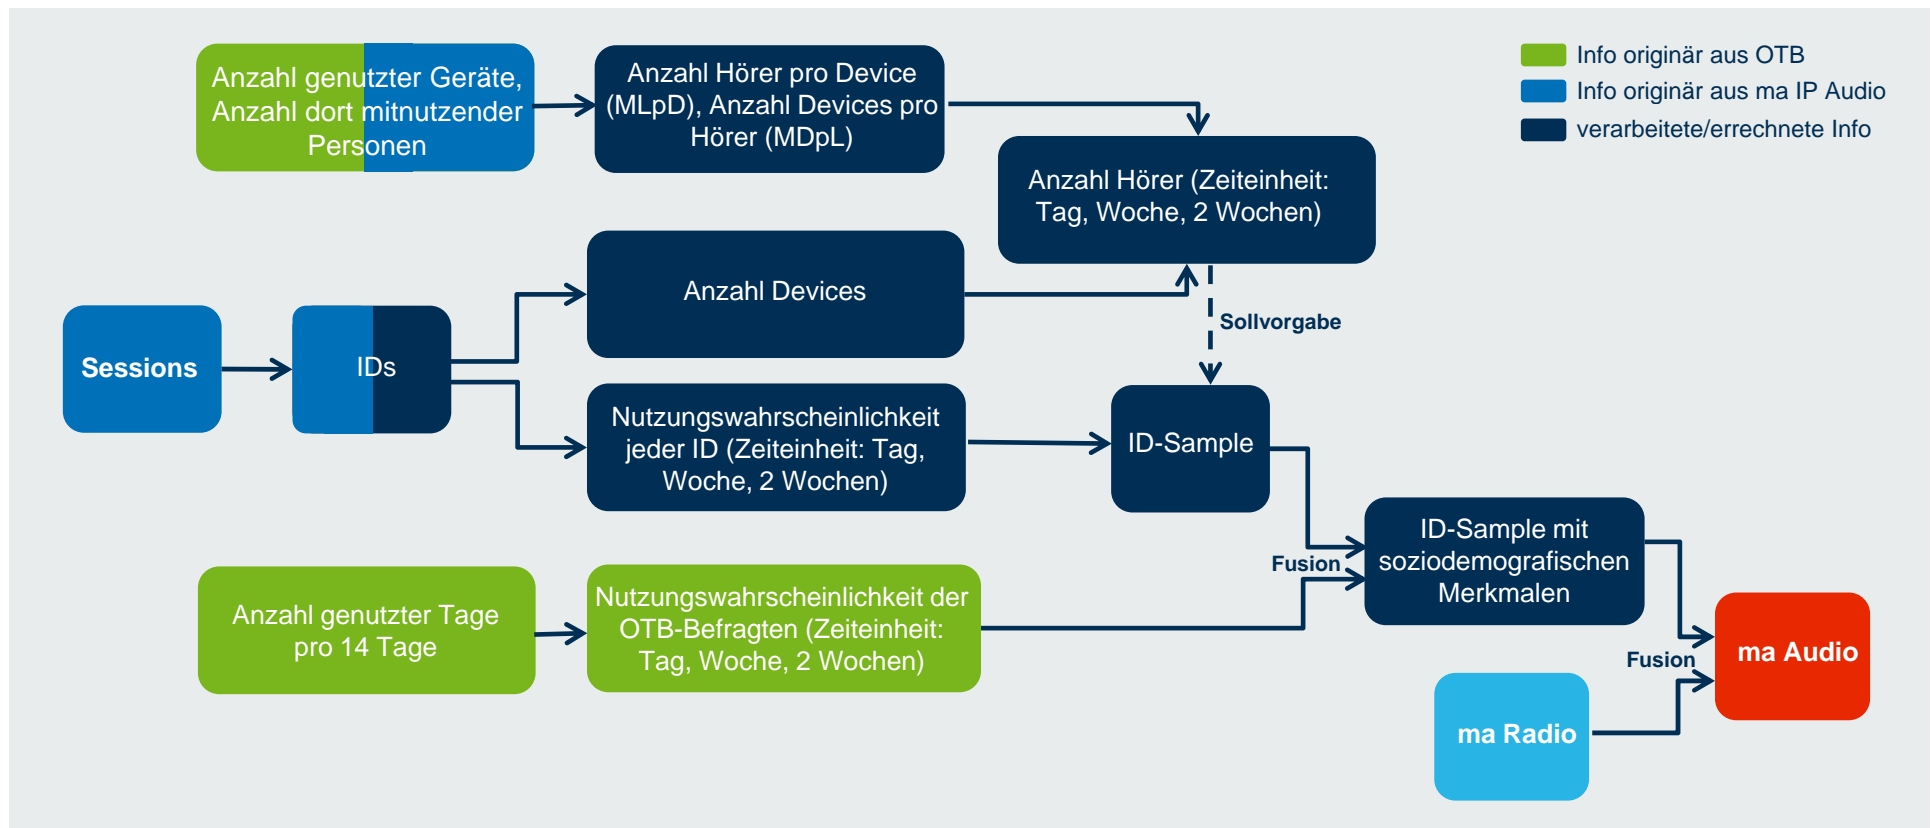 Anzahl genutzter Geräte,
Anzahl dort mitnutzender
Personen
Anzahl Hörer pro Device
(MLpD), Anzahl Devices pro
Hörer (MDpL)
Info originär aus OTB
Info originär aus ma IP Audio
verarbeitete/errechnete Info
Anzahl Hörer (Zeiteinheit:
Tag, Woche, 2 Wochen)
Anzahl Devices
Sollvorgabe
Sessions
IDs
Nutzungswahrscheinlichkeit
jeder ID (Zeiteinheit: Tag,
Woche, 2 Wochen)
ID-Sample
Fusion
ID-Sample mit
soziodemografischen
Merkmalen
Anzahl genutzter Tage
pro 14 Tage
Nutzungswahrscheinlichkeit der
OTB-Befragten (Zeiteinheit:
Tag, Woche, 2 Wochen)
Fusion
ma Audio
ma Radio